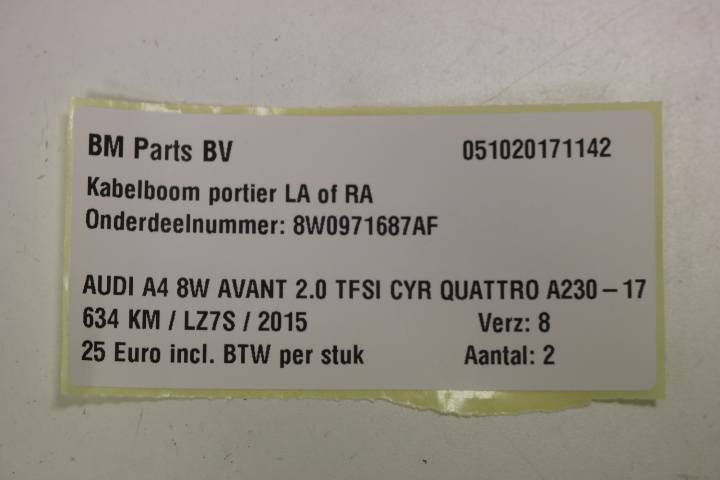 BM Parts BV 051020171142
Kabelboom portier LA of RA
Onderdeelnummer: 8W0971687AF
AUDI A4 8W AVANT 2.0 TFSI CYR QUATTRO A230-17
634 KM / LZ7S / 2015 Verz: 8
25 Euro incl. BTW per stuk Aantal: 2